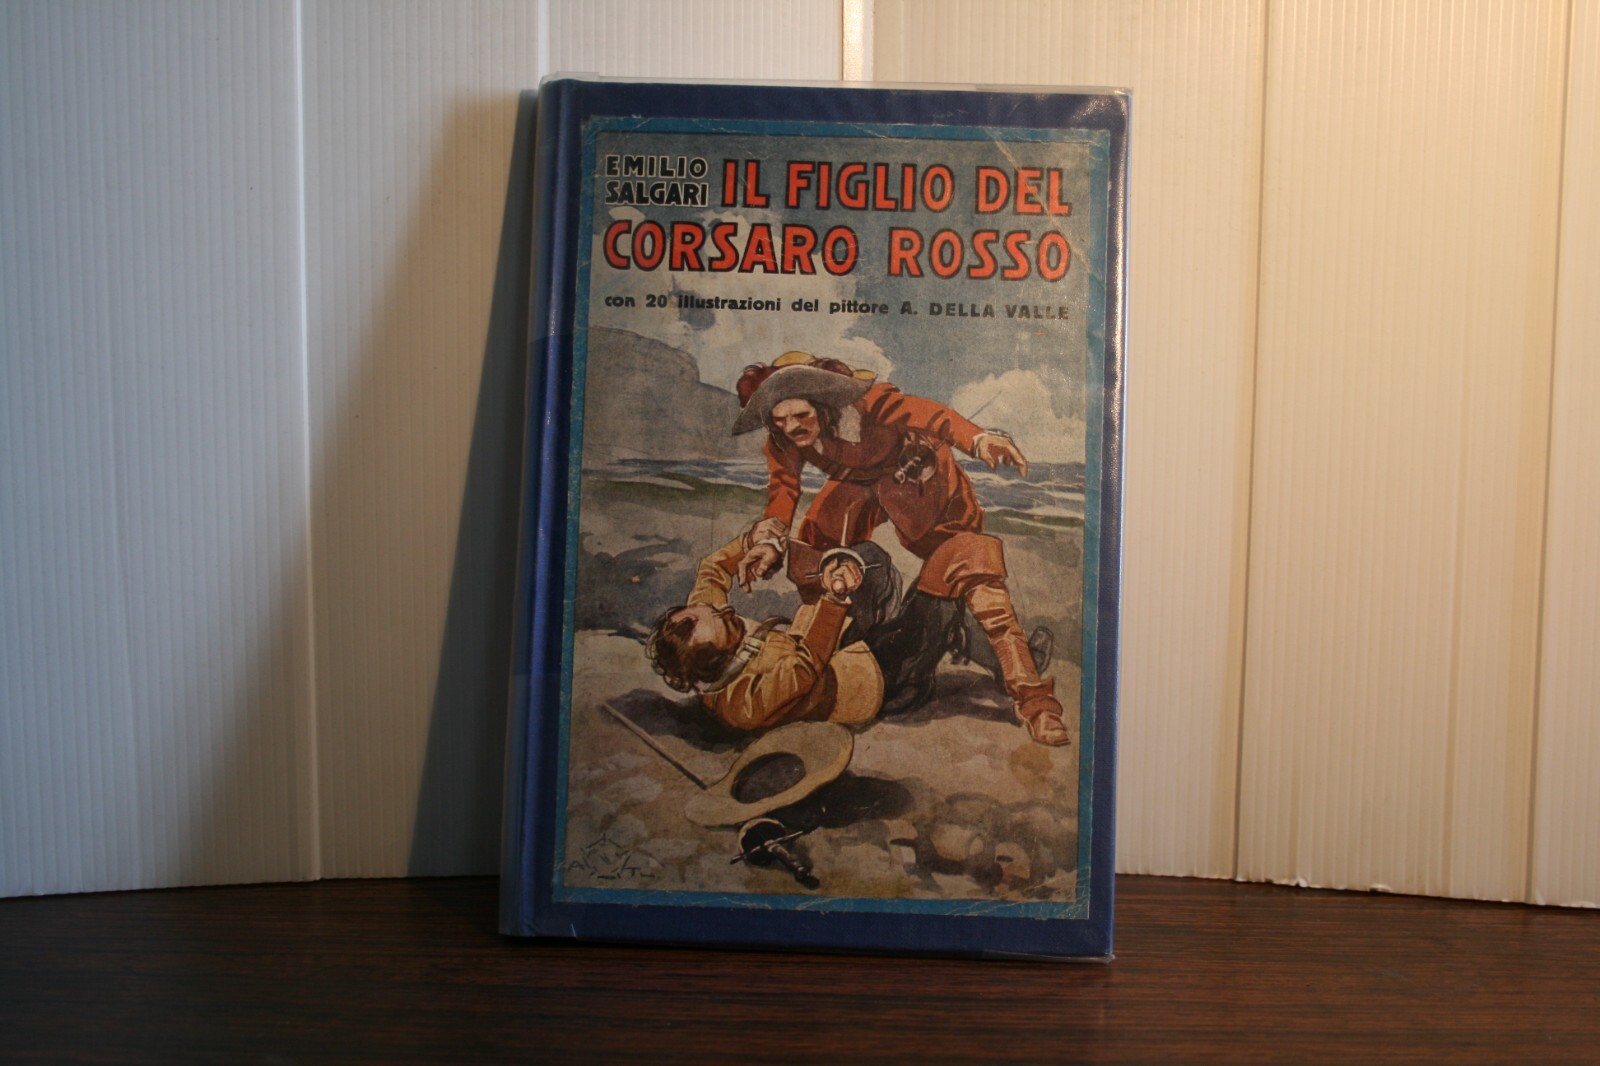 EMILIO
SALGARI
IL FIGLIO DEL
CORSARO ROSSO
con 20 illustrazioni del pittore A. DELLA VALLE